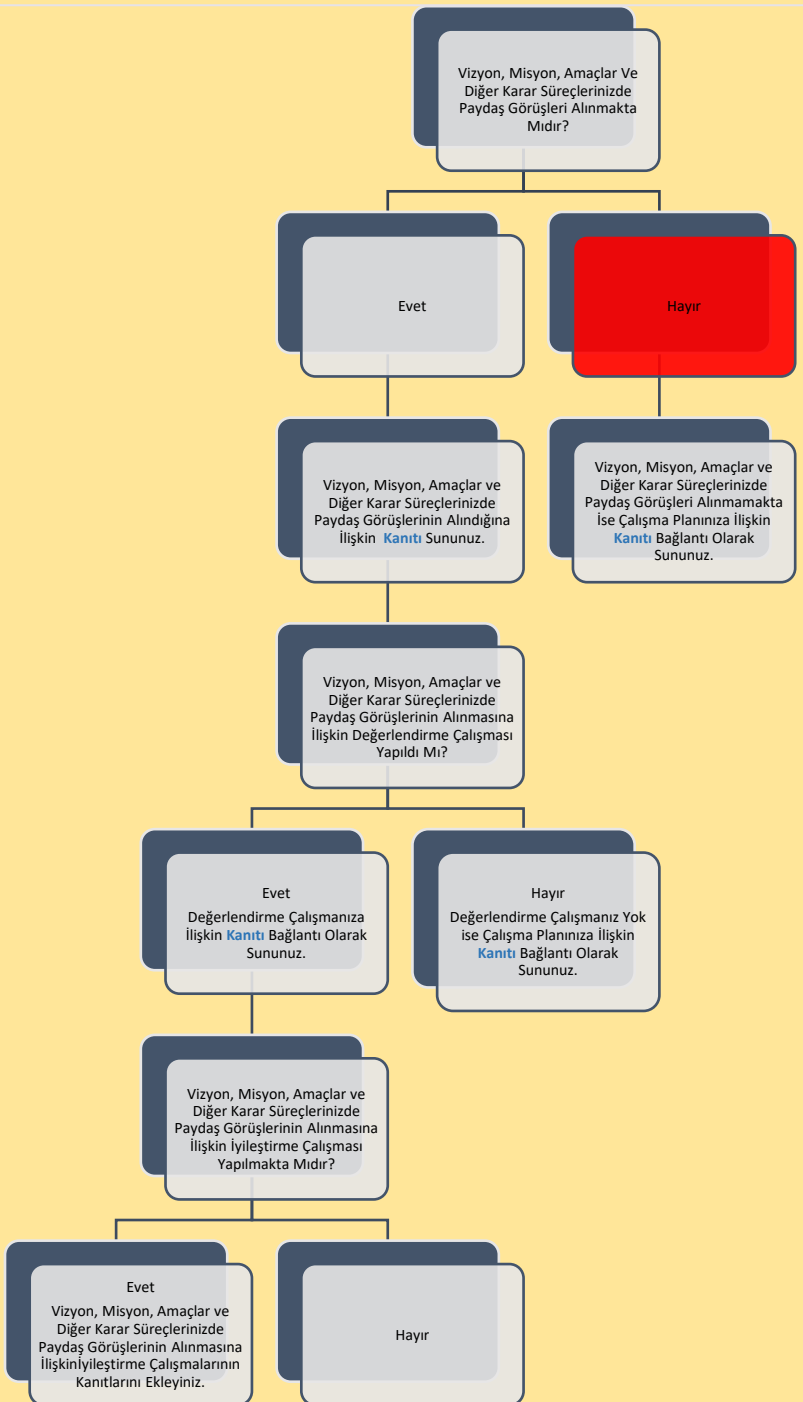 Vizyon, Misyon, Amaçlar Ve
Diğer Karar Süreçlerinizde
Paydaş Görüşleri Alınmakta
Mıdır?
Evet
Hayır
Vizyon, Misyon, Amaçlar ve
Diğer Karar Süreçlerinizde
Paydaş Görüşlerinin Alındığına
İlişkin Kanıtı Sununuz.
Vizyon, Misyon, Amaçlar ve
Diğer Karar Süreçlerinizde
Paydaş Görüşleri Alınmamakta
İse Çalışma Planınıza İlişkin
Kanıtı Bağlantı Olarak
Sununuz.
Vizyon, Misyon, Amaçlar ve
Diğer Karar Süreçlerinizde
Paydaş Görüşlerinin Alınmasına
İlişkin Değerlendirme Çalışması
Yapıldı Mı?
Evet
Değerlendirme Çalışmanıza
İlişkin Kanıtı Bağlantı Olarak
Sununuz.
Hayır
Değerlendirme Çalışmanız Yok
ise Çalışma Planınıza İlişkin
Kanıtı Bağlantı Olarak
Sununuz.
Vizyon, Misyon, Amaçlar ve
Diğer Karar Süreçlerinizde
Paydaş Görüşlerinin Alınmasına
İlişkin İyileştirme Çalışması
Yapılmakta Mıdır?
Evet
Vizyon, Misyon, Amaçlar ve
Diğer Karar Süreçlerinizde
Paydaş Görüşlerinin Alınmasına
İlişkinİyileştirme Çalışmalarının
Kanıtlarını Ekleyiniz.
Hayır